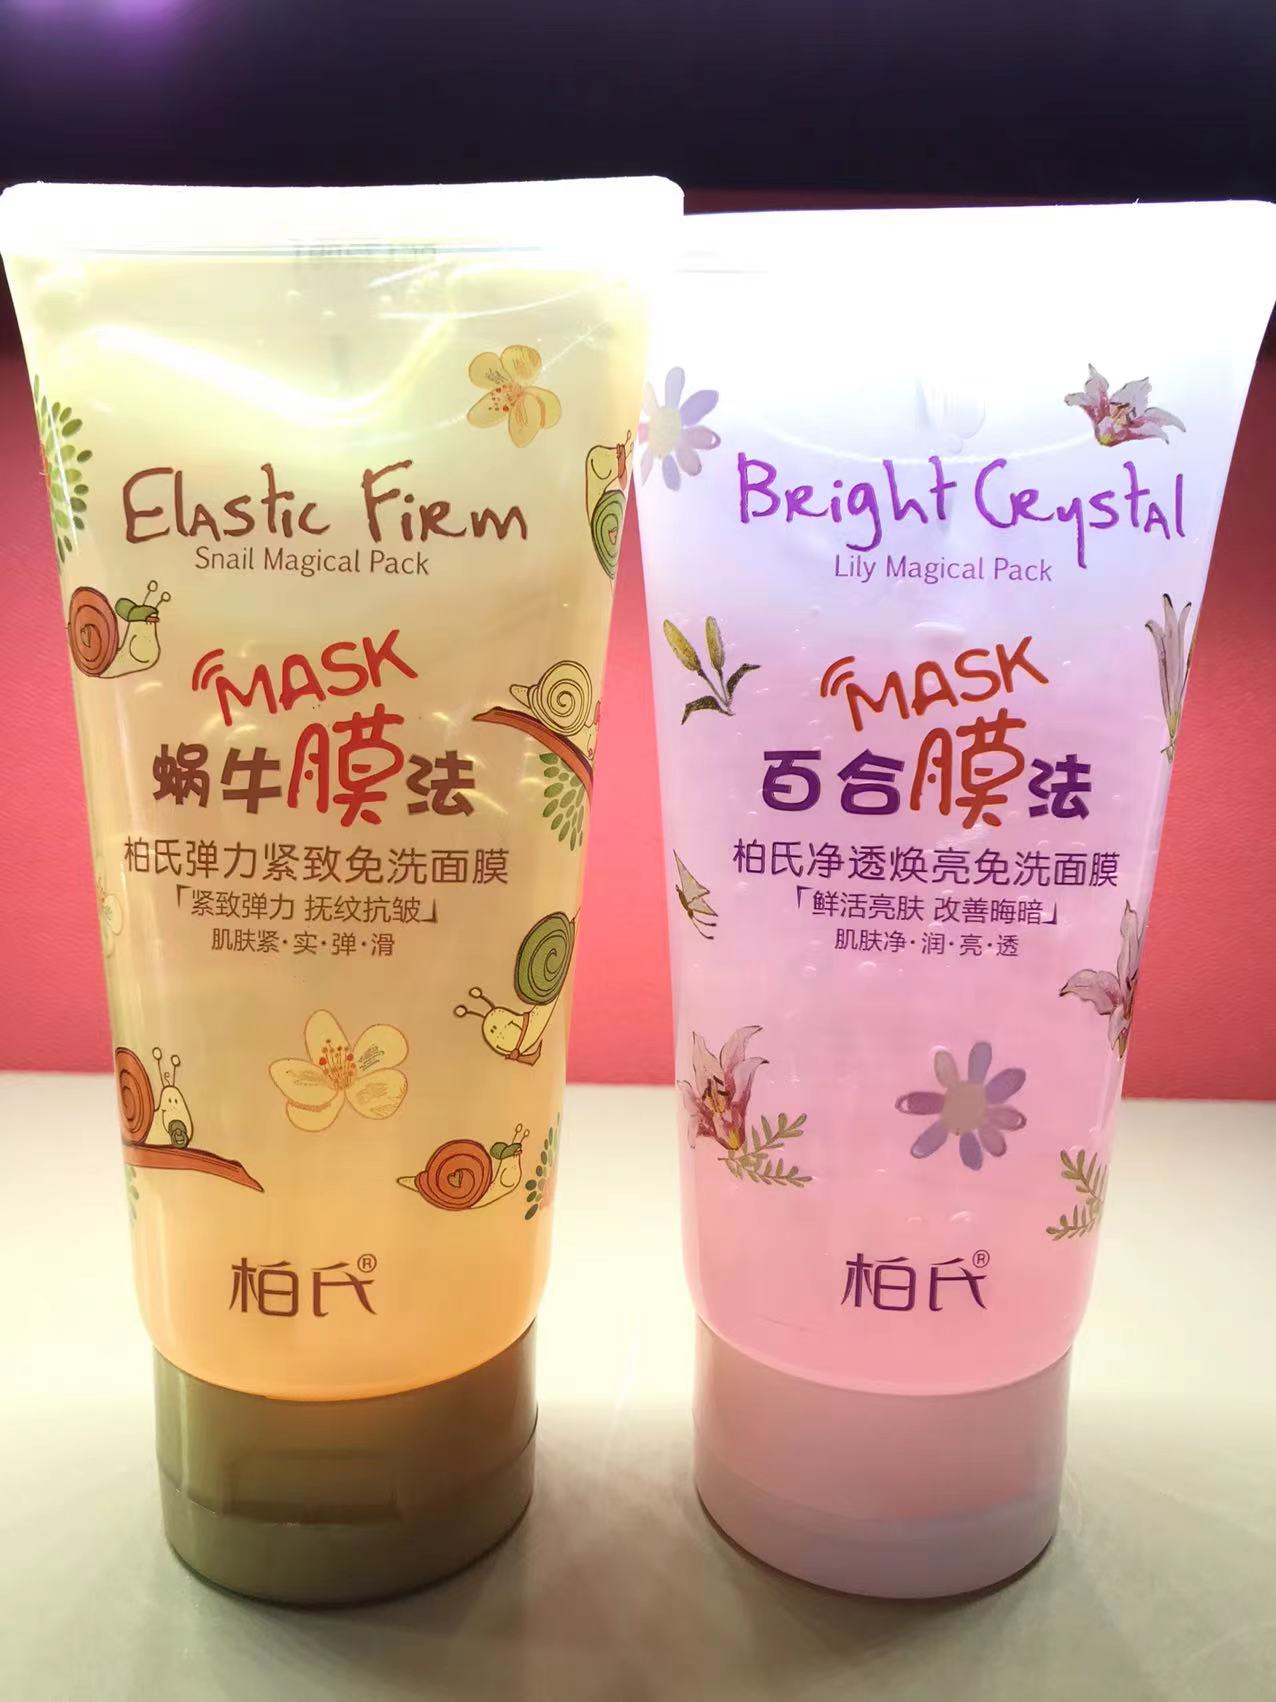 Elastic Firm
Snail Magical Pack
MASK
蜗牛膜法
柏氏弹力紧致免洗面膜
「紧致弹力 抚纹抗皱」
肌肤紧·实·弹·滑
柏氏®
Bright Crystal
Lily Magical Pack
MASK
百合膜法
柏氏净透焕亮免洗面膜
「鲜活亮肤 改善晦暗」
肌肤净·润·亮·透
柏氏®